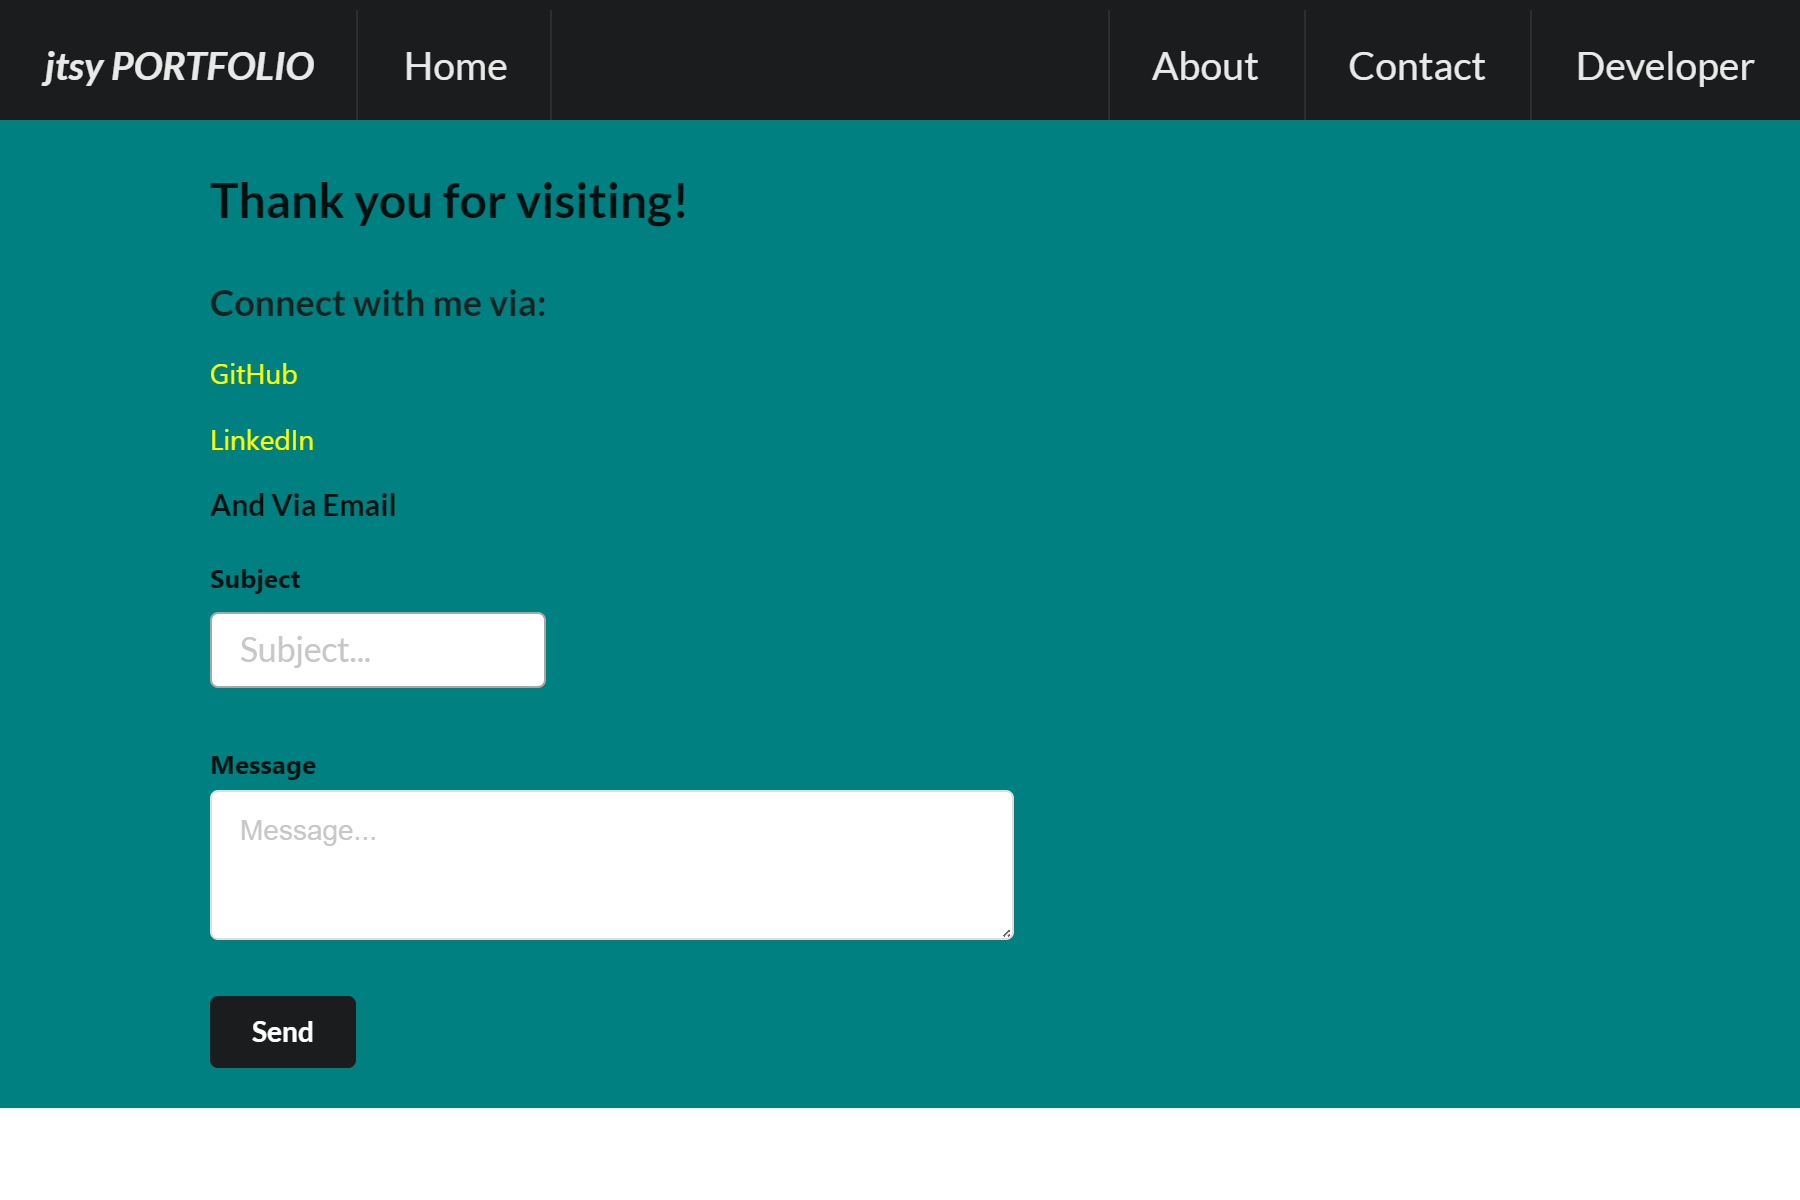 jtsy PORTFOLIO Home About Contact Developer
Thank you for visiting!
Connect with me via:
GitHub
LinkedIn
And Via Email
Subject
Subject...
Message
Message...
Send